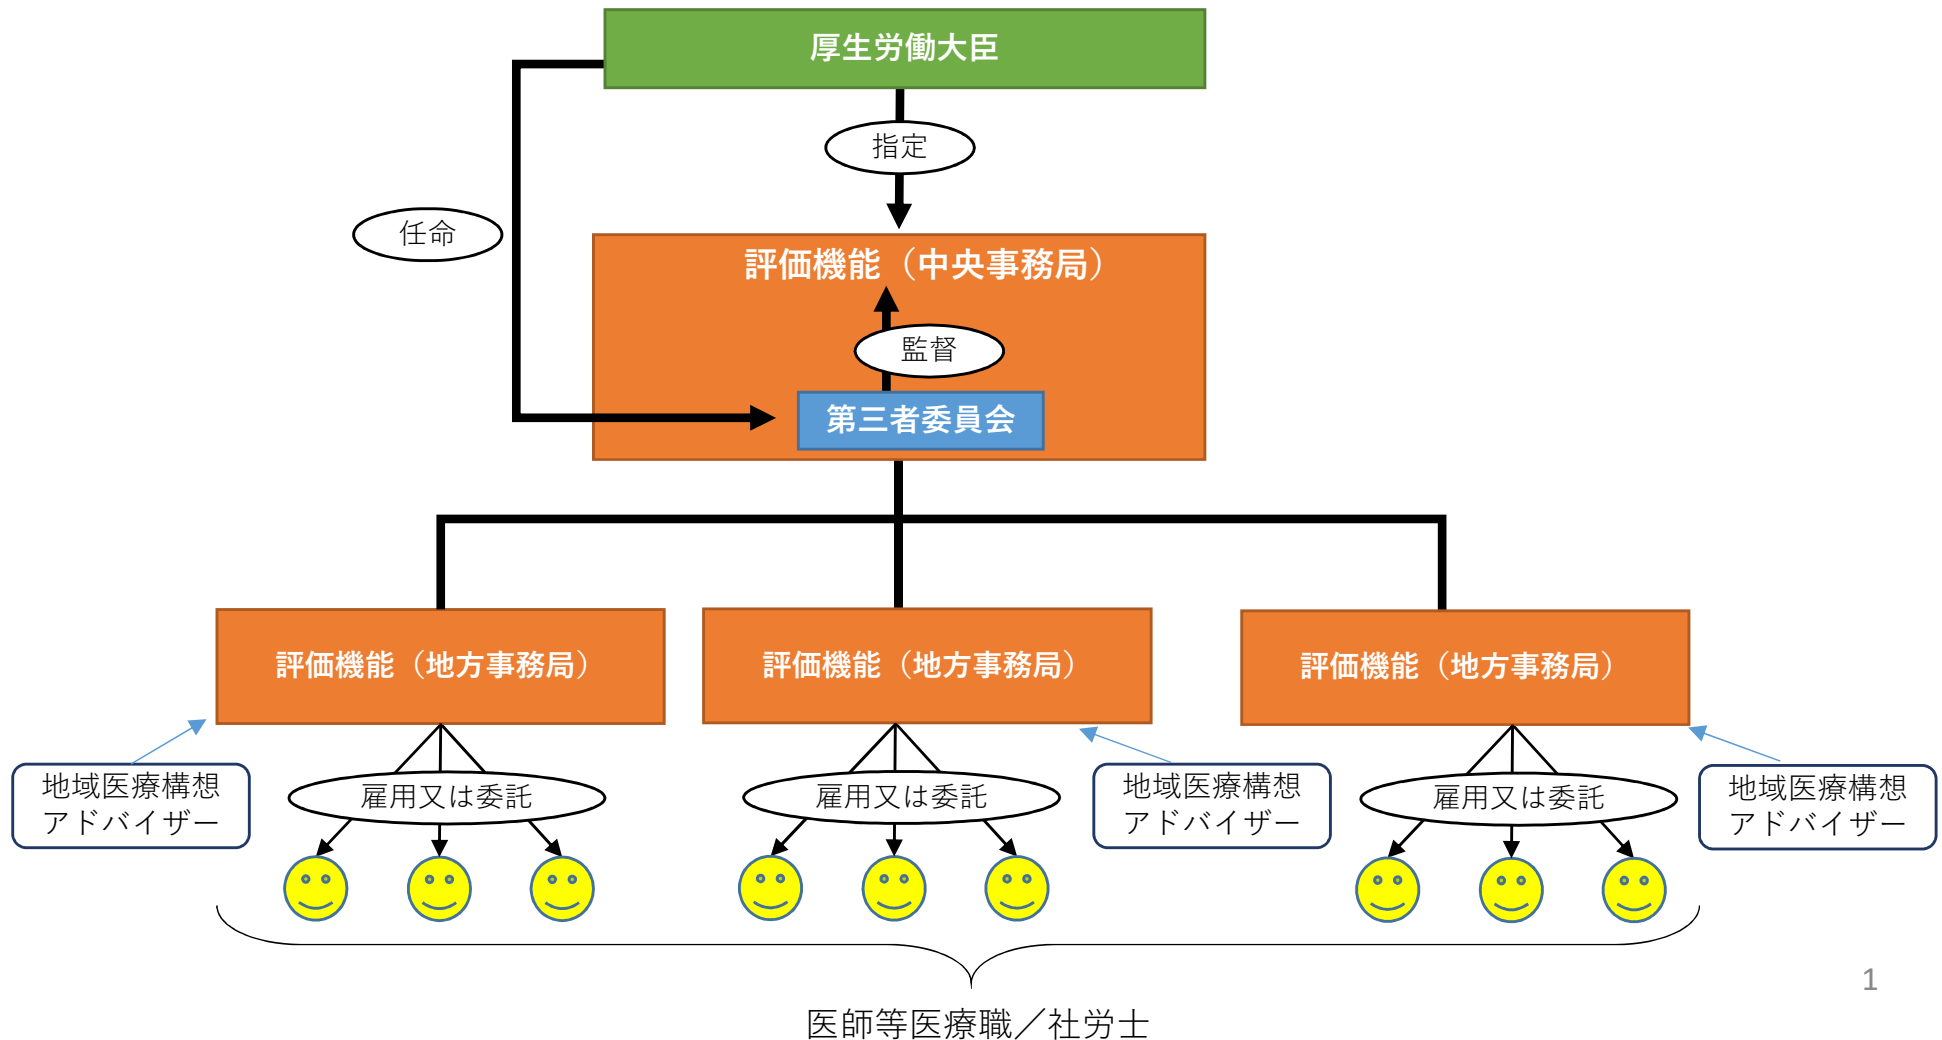 厚生労働大臣
指定
任命
評価機能（中央事務局）
監督
第三者委員会
評価機能（地方事務局）
評価機能（地方事務局）
評価機能（地方事務局）
地域医療構想
アドバイザー
雇用又は委託
雇用又は委託
地域医療構想
アドバイザー
雇用又は委託
地域医療構想
アドバイザー
1
医師等医療職／社労士